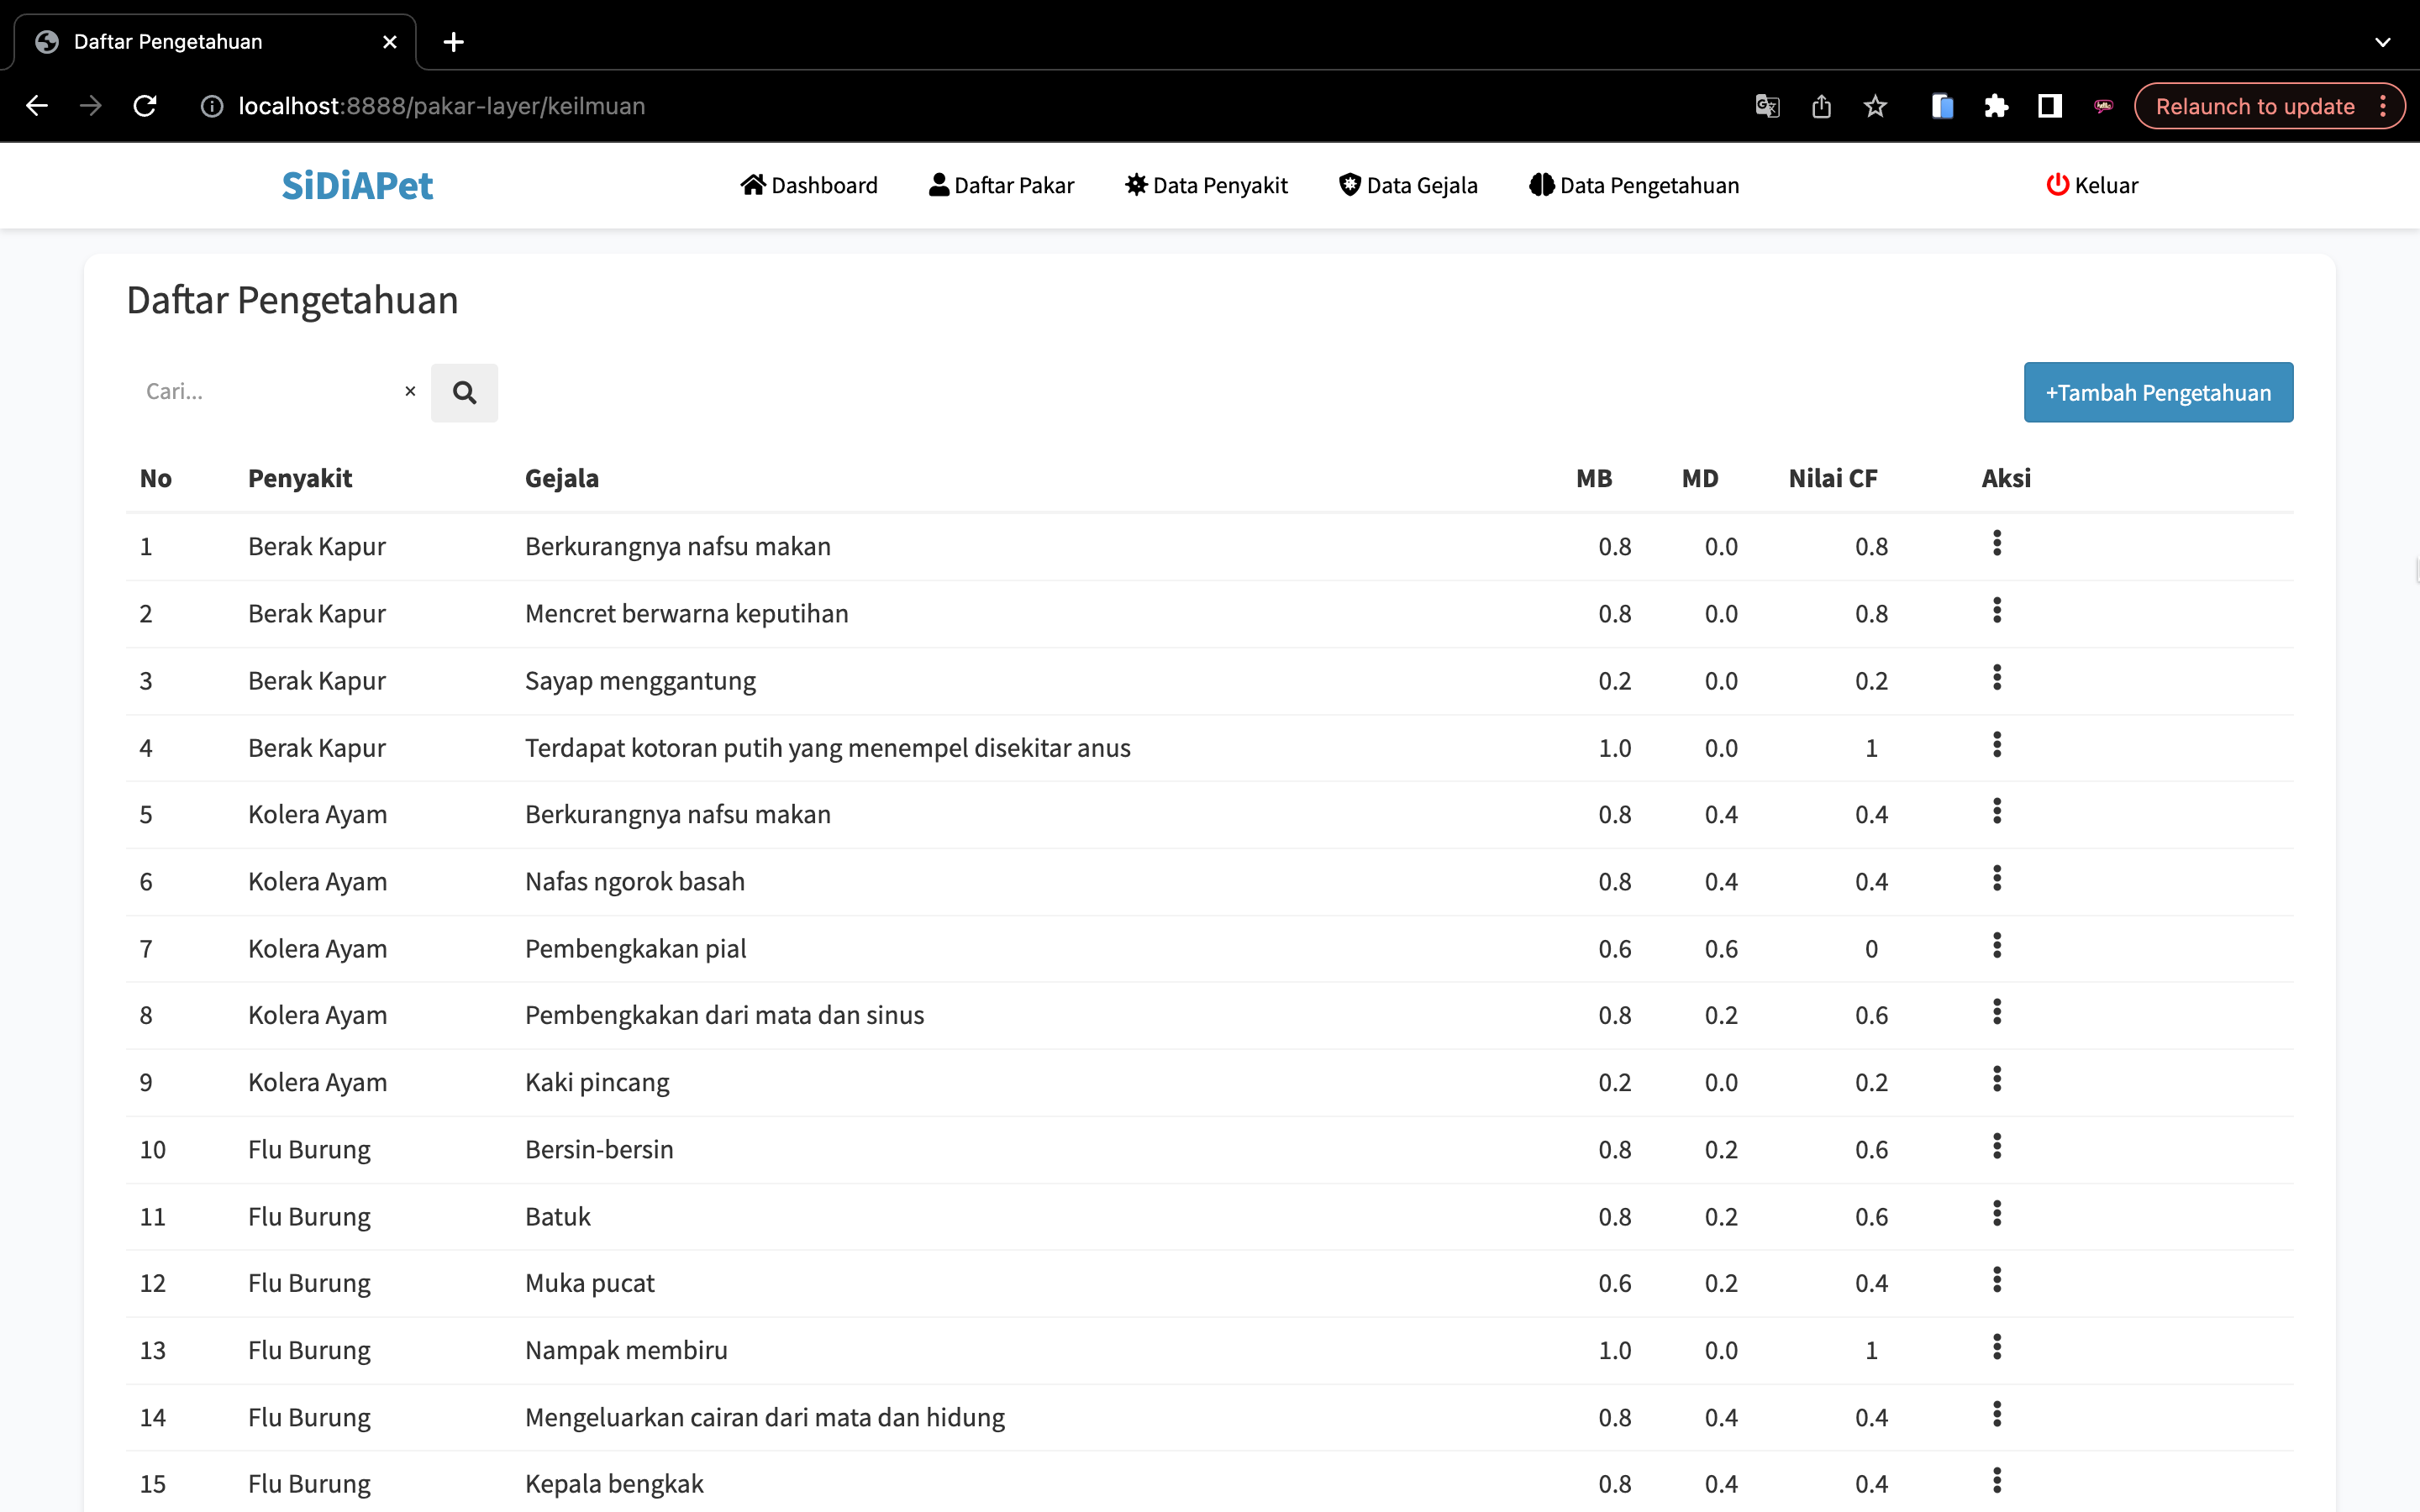 Daftar Pengetahuan
localhost:8888/pakar-layer/keilmuan
Relaunch to update
SiDiAPet
Dashboard
Daftar Pakar
Data Penyakit
Data Gejala
Data Pengetahuan
Keluar
Daftar Pengetahuan
Cari...
+Tambah Pengetahuan
No Penyakit Gejala MB MD Nilai CF Aksi
1 Berak Kapur Berkurangnya nafsu makan 0.8 0.0 0.8
2 Berak Kapur Mencret berwarna keputihan 0.8 0.0 0.8
3 Berak Kapur Sayap menggantung 0.2 0.0 0.2
4 Berak Kapur Terdapat kotoran putih yang menempel disekitar anus 1.0 0.0 1
5 Kolera Ayam Berkurangnya nafsu makan 0.8 0.4 0.4
6 Kolera Ayam Nafas ngorok basah 0.8 0.4 0.4
7 Kolera Ayam Pembengkakan pial 0.6 0.6 0
8 Kolera Ayam Pembengkakan dari mata dan sinus 0.8 0.2 0.6
9 Kolera Ayam Kaki pincang 0.2 0.0 0.2
10 Flu Burung Bersin-bersin 0.8 0.2 0.6
11 Flu Burung Batuk 0.8 0.2 0.6
12 Flu Burung Muka pucat 0.6 0.2 0.4
13 Flu Burung Nampak membiru 1.0 0.0 1
14 Flu Burung Mengeluarkan cairan dari mata dan hidung 0.8 0.4 0.4
15 Flu Burung Kepala bengkak 0.8 0.4 0.4